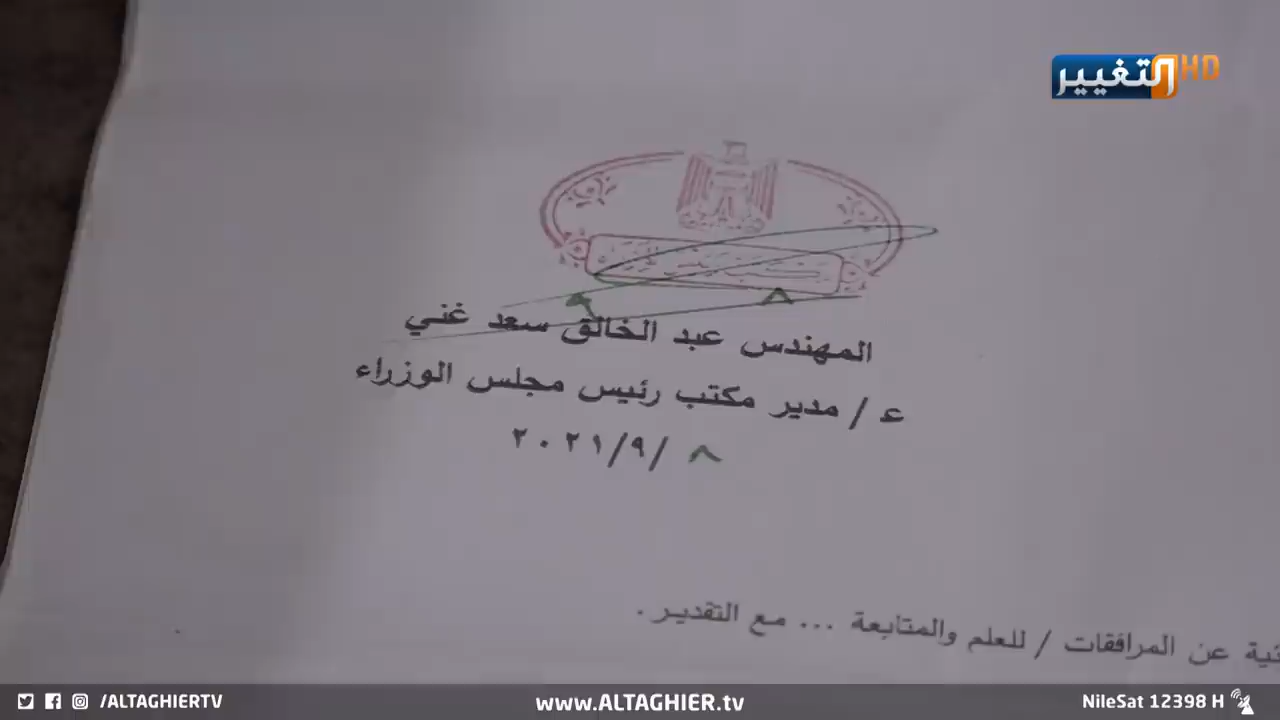 التغيير HD
المهندس عبد الخالق سعد غني
ع / مدير مكتب رئيس مجلس الوزراء
٨ /٢٠٢١/٩
عن المرافقات / للعلم والمتابعة ... مع التقدير .
/ALTAGHIERTV
www.ALTAGHIER.tv
NileSat 12398 H